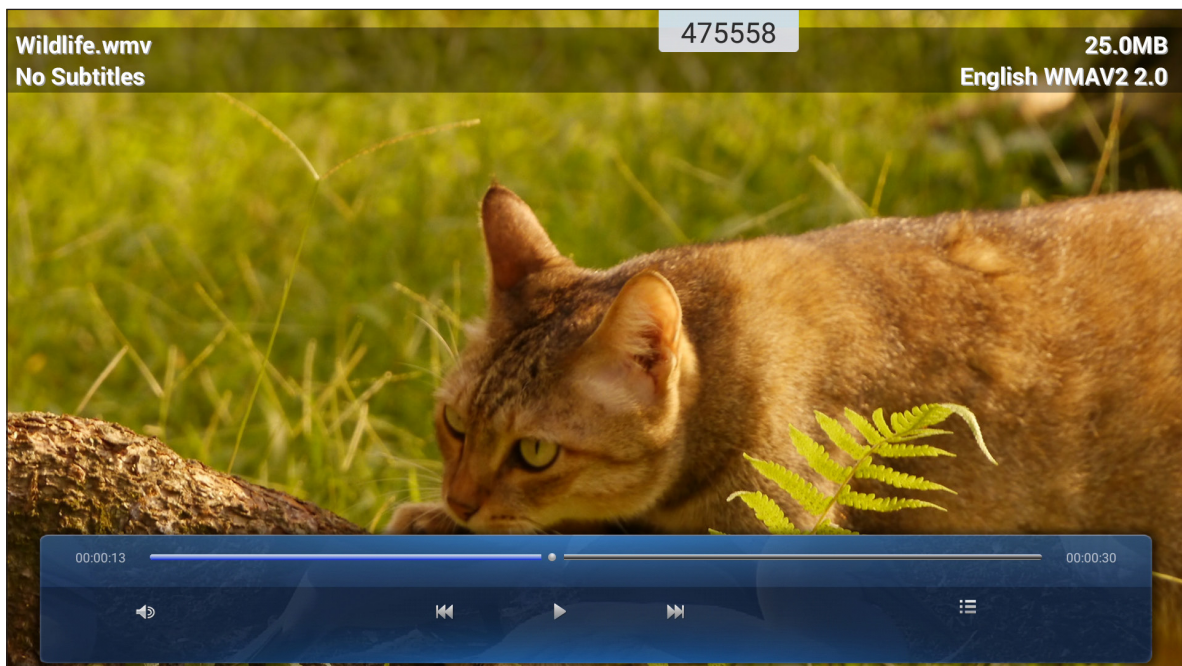 475558
Wildlife.wmv
25.0MB
No Subtitles
English WMAV2 2.0
00:00:13
00:00:30